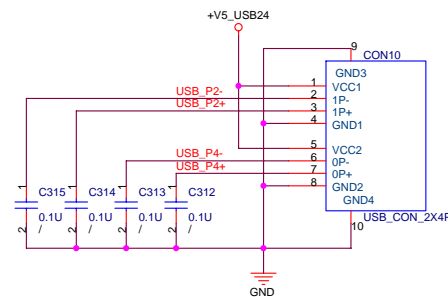 +V5_USB24
9
CON10
GND3
USB_P2-
1
VCC1
USB_P2+
2
1P-
3
1P+
4
GND1
5
VCC2
USB_P4-
6
0P-
USB_P4+
7
0P+
8
GND2
GND4
1
C315
1
C314
1
C313
1
C312
USB_CON_2X4P
10
0.1U
0.1U
0.1U
0.1U
2
/
2
/
2
/
2
/
GND